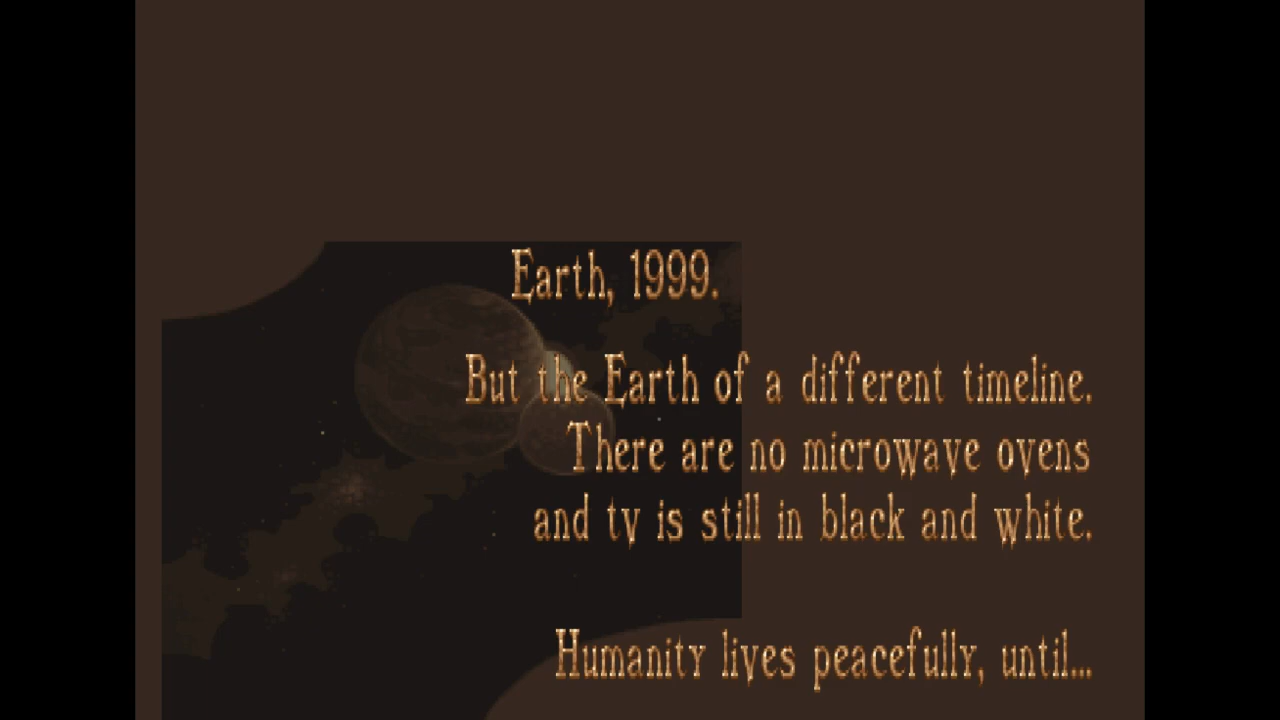 Earth, 1999.
But the Earth of a different timeline.
There are no microwave ovens
and tv is still in black and white.
Humanity lives peacefully, until...